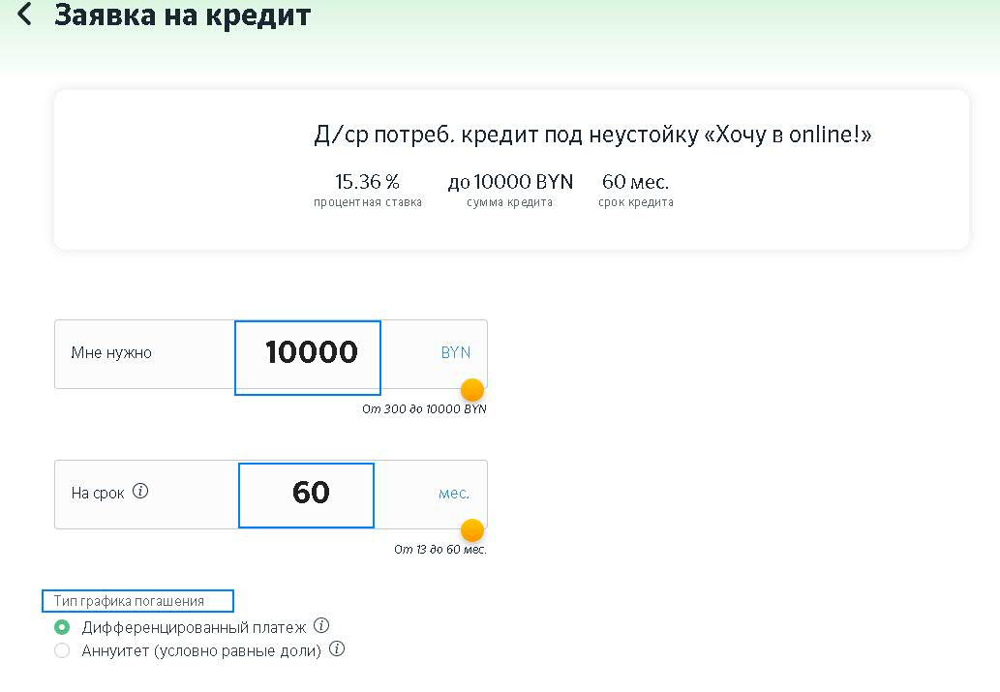 Заявка на кредит
Д/ср потреб. кредит под неустойку «Хочу в online!»
15.36 % до 10000 BYN 60 мес.
процентная ставка сумма кредита срок кредита
Мне нужно 10000 BYN
От 300 до 10000 BYN
На срок 60 мес.
От 13 до 60 мес.
Тип графика погашения
Дифференцированный платеж
Аннуитет (условно равные доли)